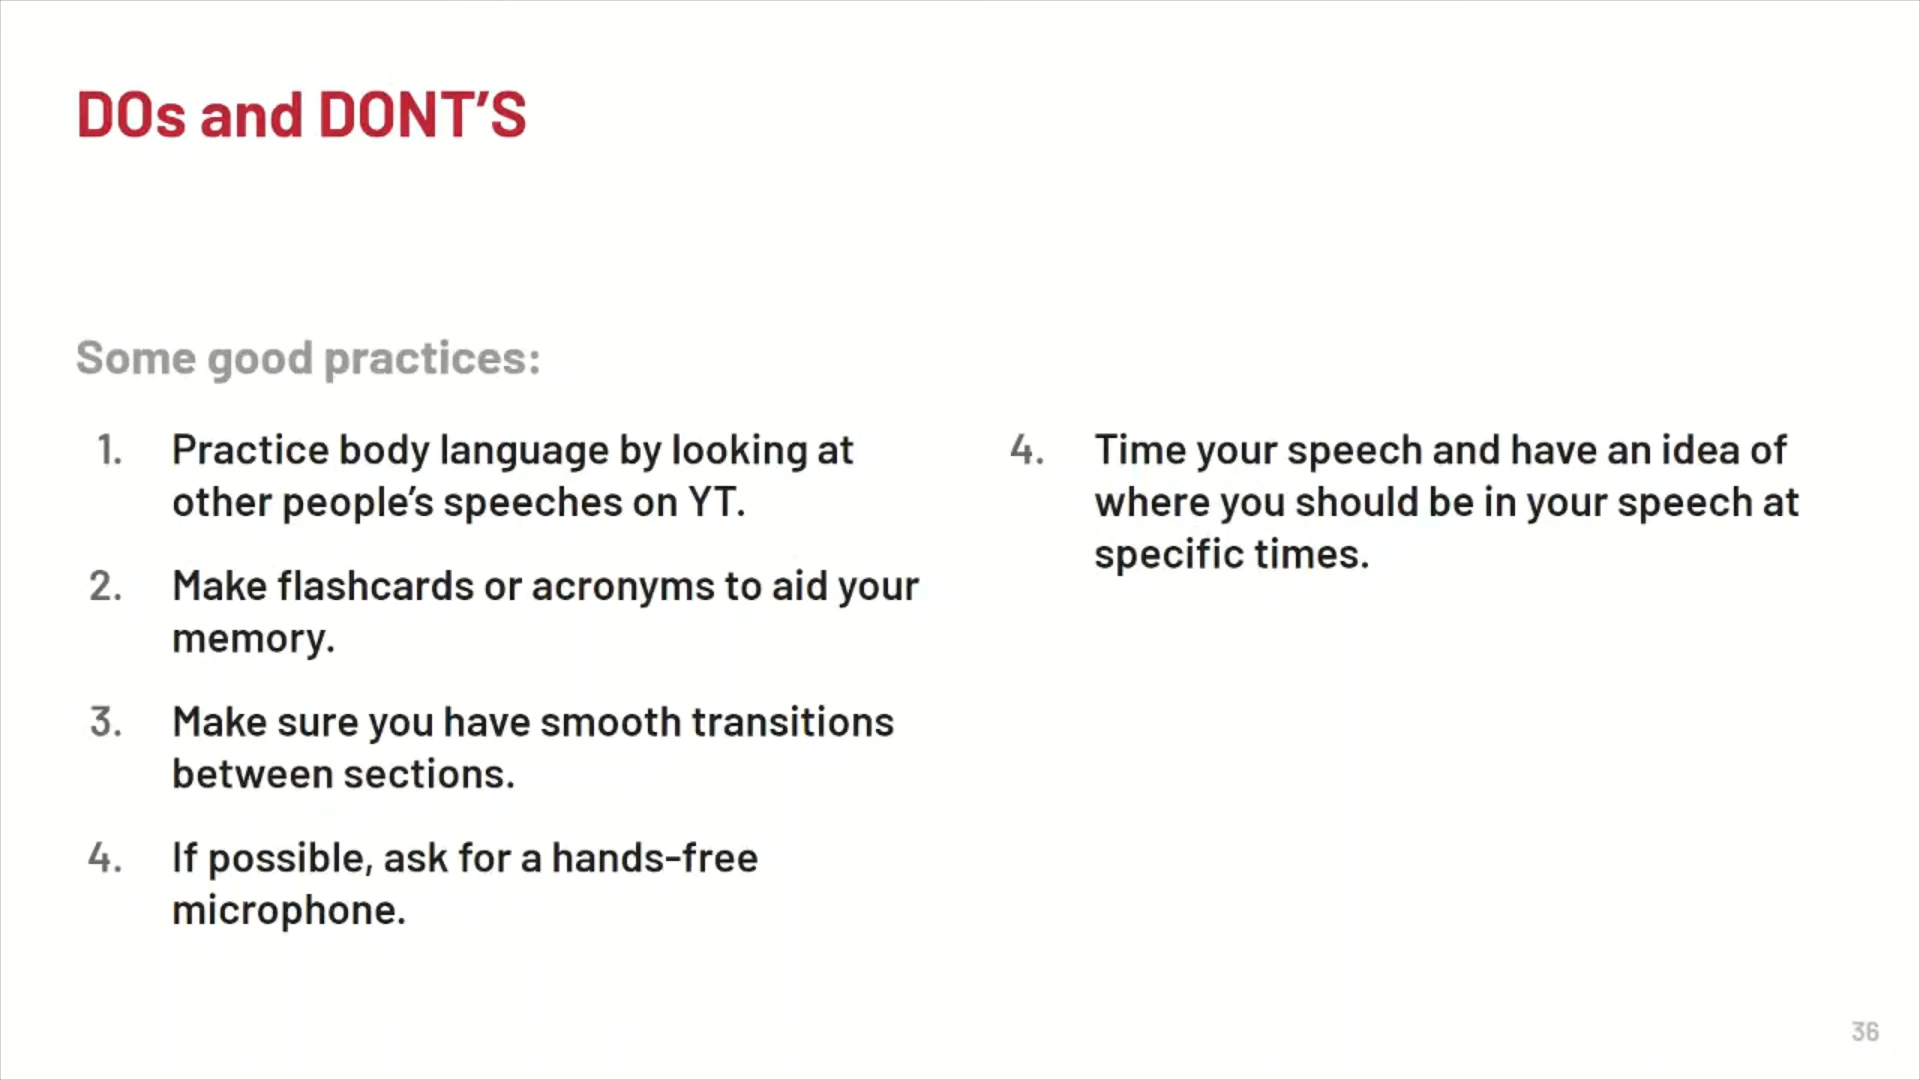 DOs and DONT’S
Some good practices:
1. Practice body language by looking at
other people’s speeches on YT.
2. Make flashcards or acronyms to aid your
memory.
3. Make sure you have smooth transitions
between sections.
4. If possible, ask for a hands-free
microphone.
4. Time your speech and have an idea of
where you should be in your speech at
specific times.
36